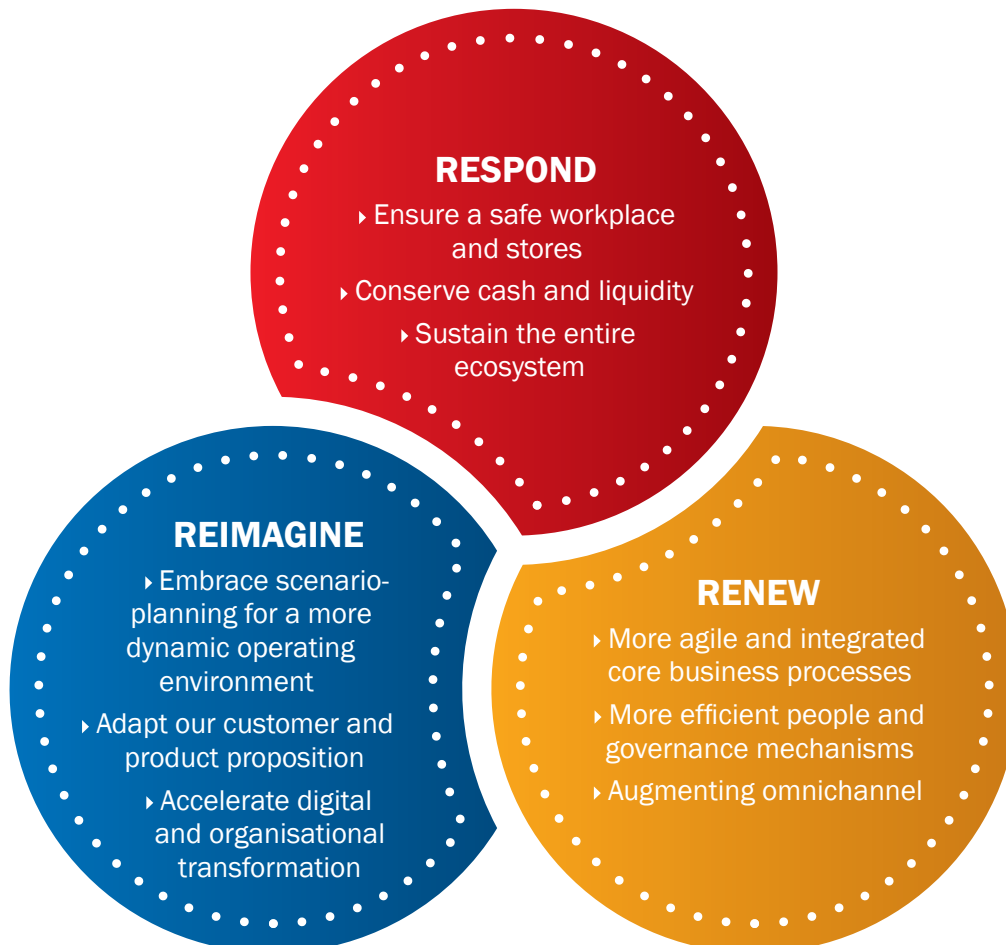 RESPOND
▸ Ensure a safe workplace
and stores
▸ Conserve cash and liquidity
▸ Sustain the entire
ecosystem
REIMAGINE
▸ Embrace scenario-
planning for a more
dynamic operating
environment
▸ Adapt our customer and
product proposition
▸ Accelerate digital
and organisational
transformation
RENEW
▸ More agile and integrated
core business processes
▸ More efficient people and
governance mechanisms
▸ Augmenting omnichannel